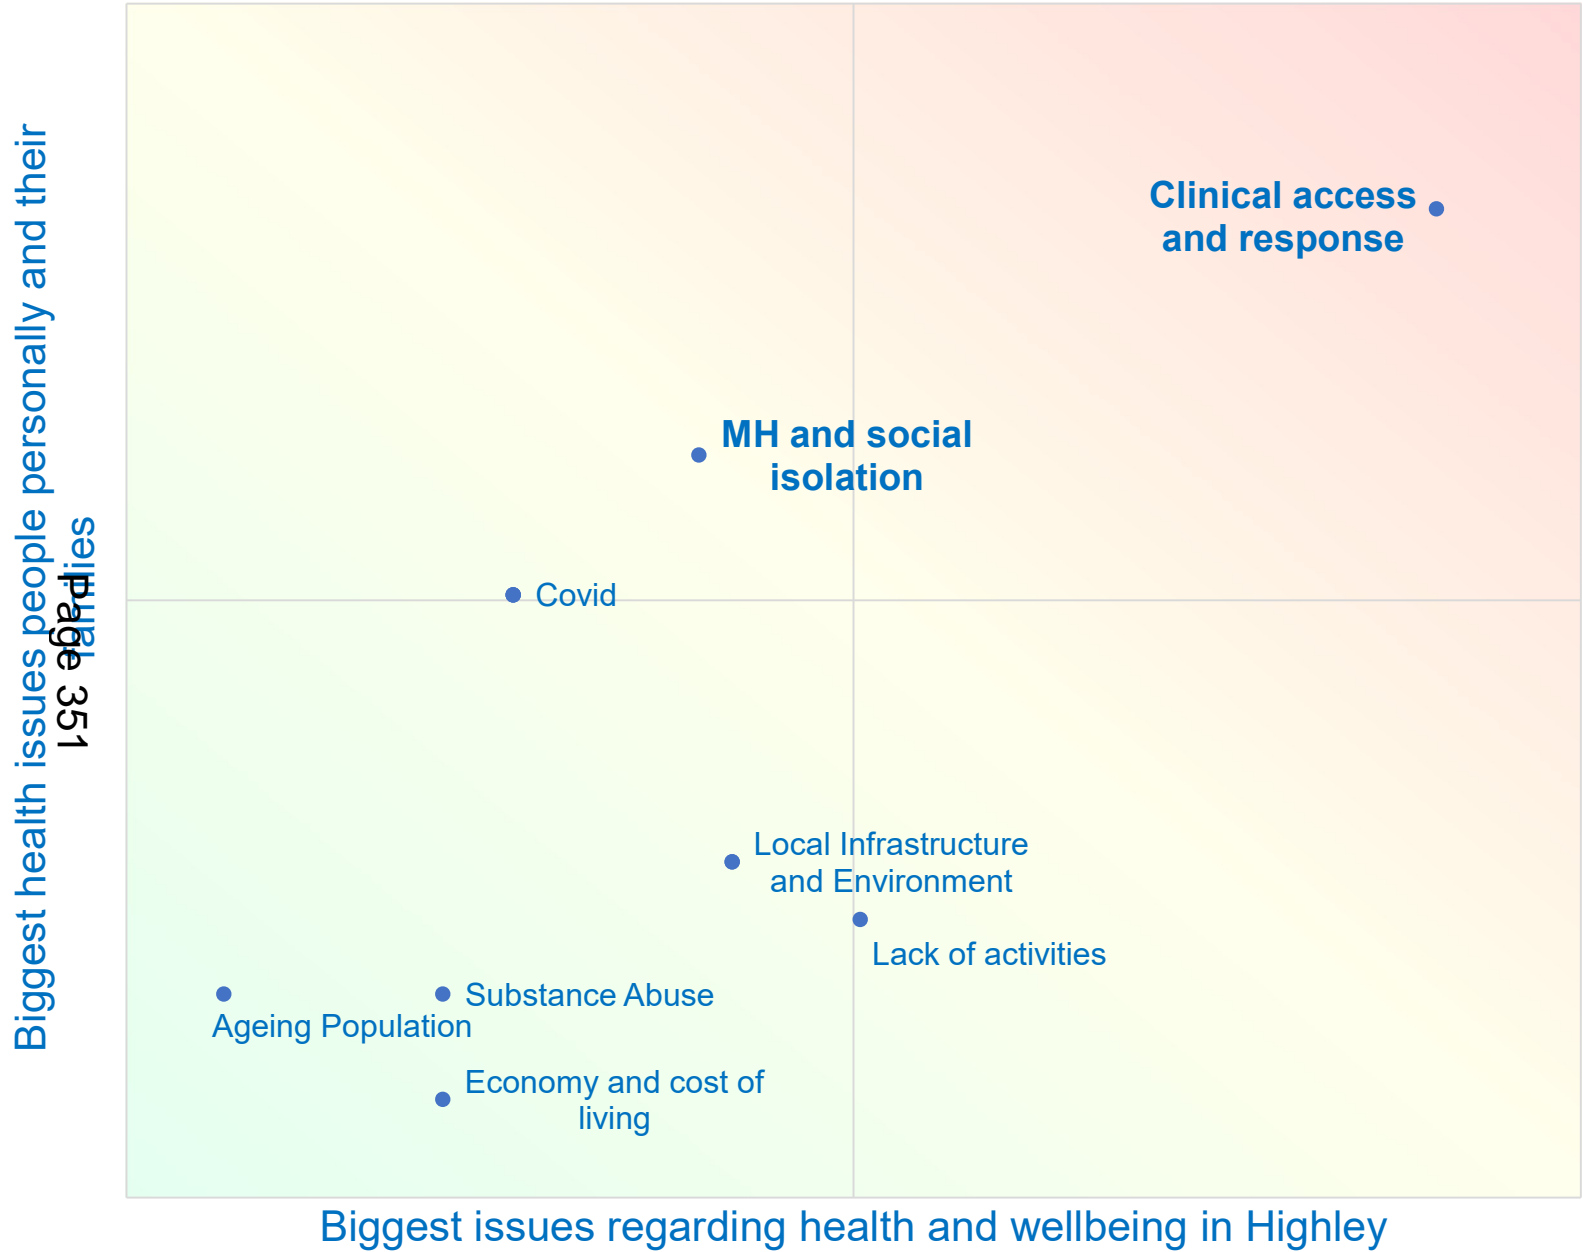 Biggest health issues people personally and their
families
Page 351
Clinical access
and response
MH and social
isolation
Covid
Local Infrastructure
and Environment
Lack of activities
Substance Abuse
Ageing Population
Economy and cost of
living
Biggest issues regarding health and wellbeing in Highley